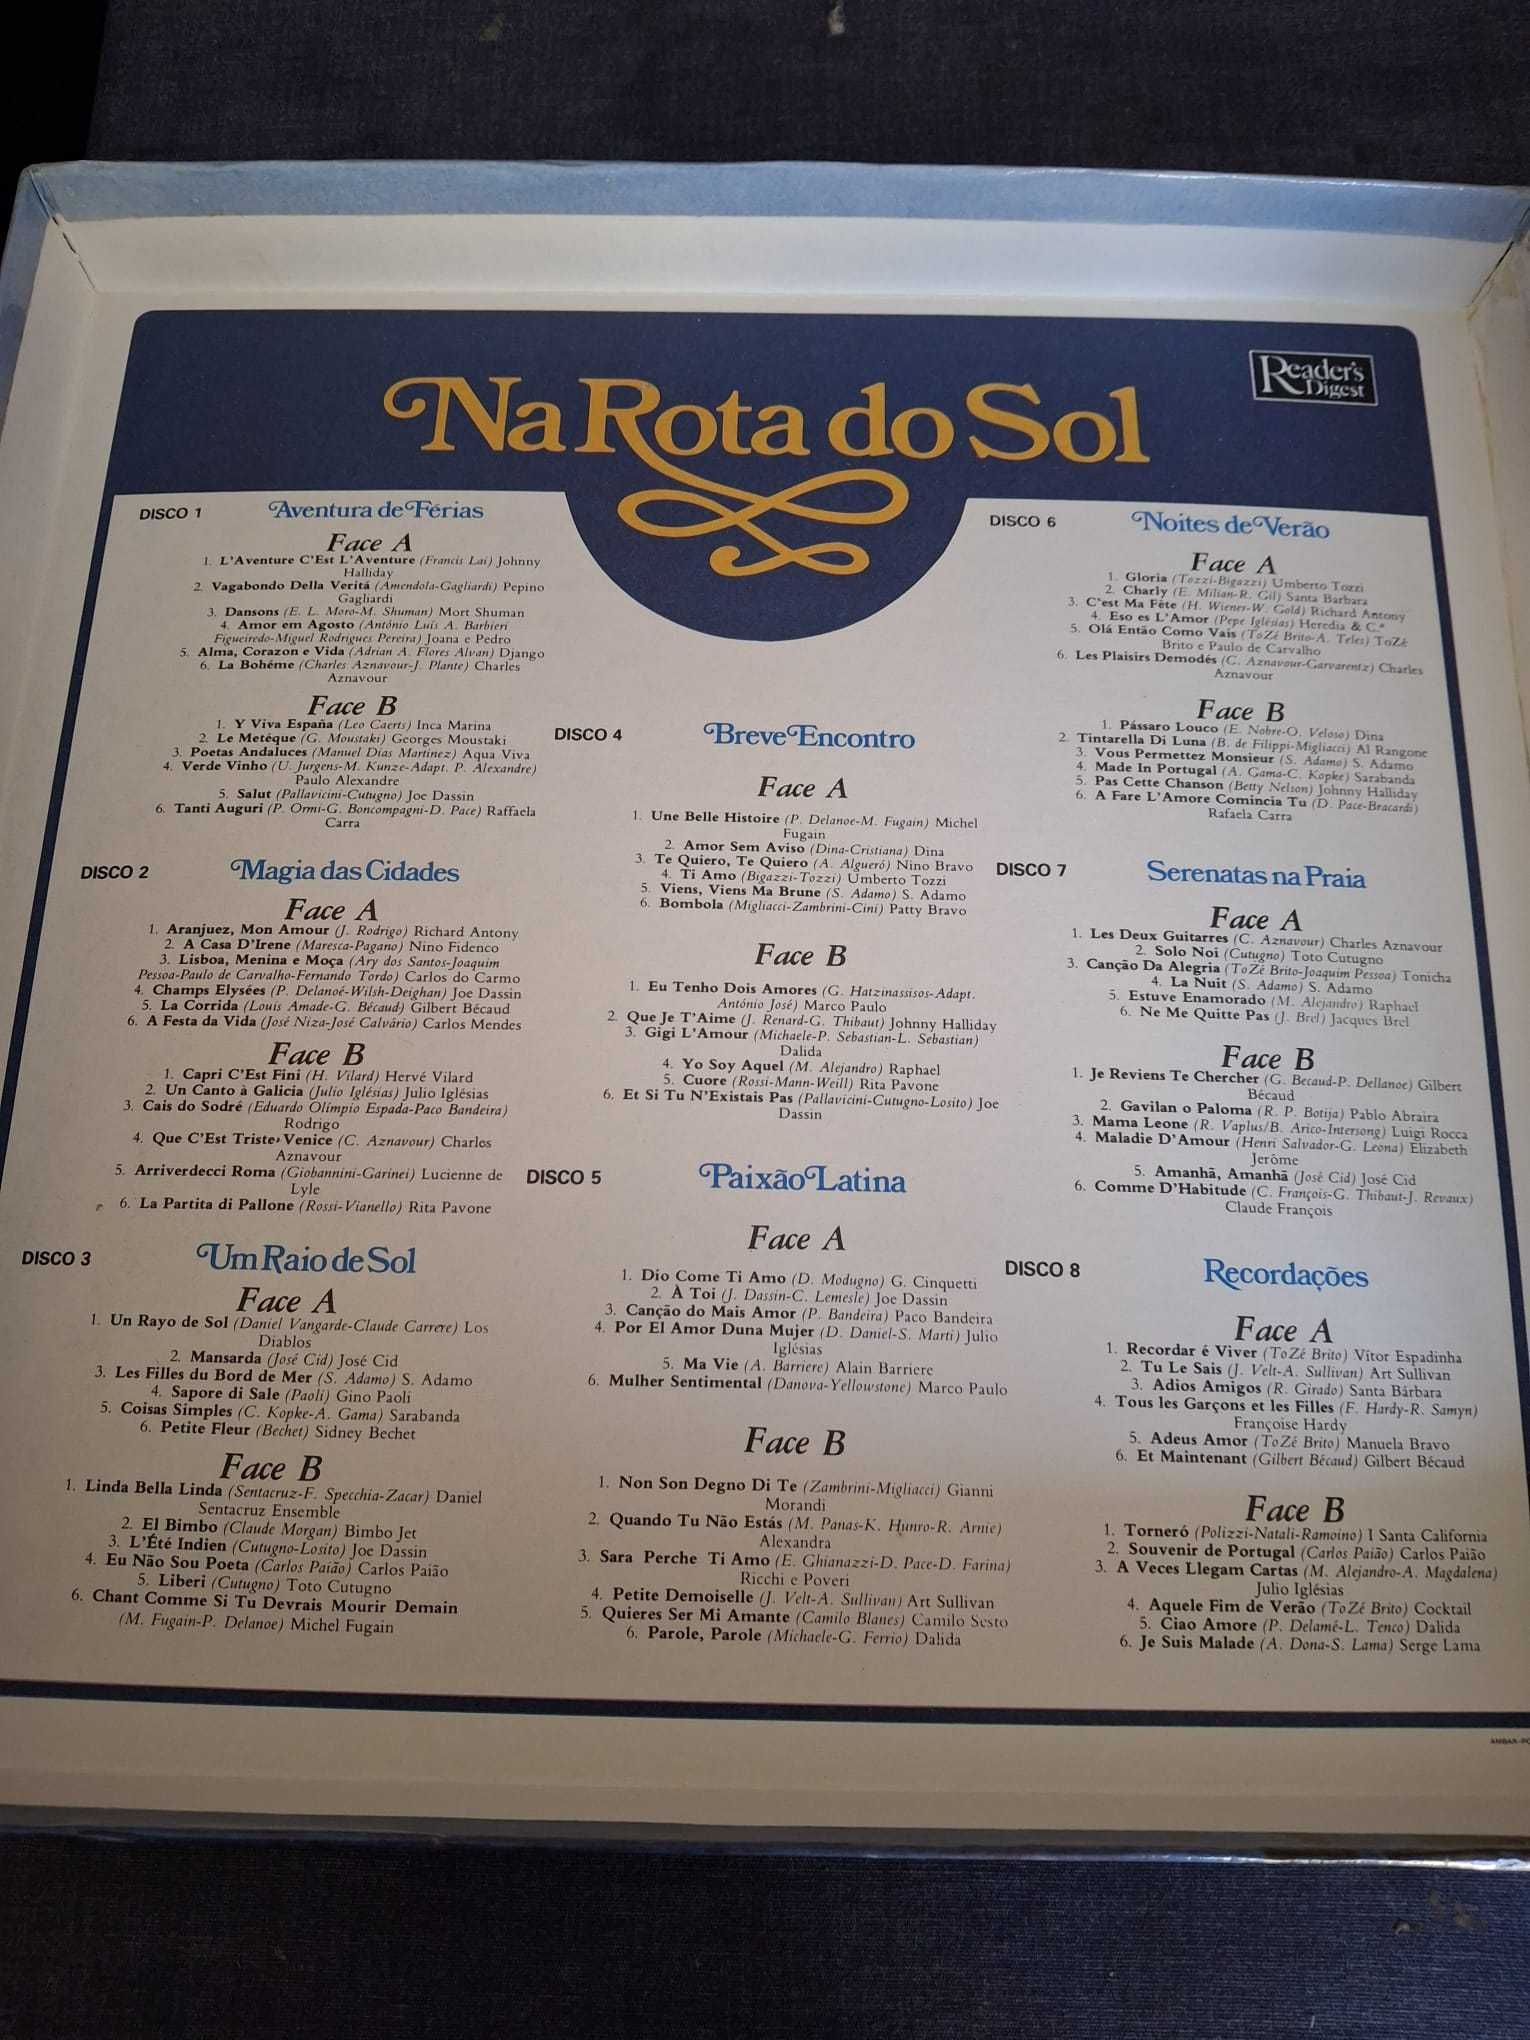 Na Rota do Sol
Reader's
Digest
DISCO 1 Aventura de Férias
Face A
1. L'Aventure C'Est L'Aventure (Francis Lai) Johnny
Halliday
2. Vagabondo Della Veritá (Amendola-Gagliardi) Pepino
Gagliardi
3. Dansons (E. L. Moro-M. Shuman) Mort Shuman
4. Amor em Agosto (António Luís A. Barbieri
Figueiredo-Miguel Rodrigues Pereira) Joana e Pedro
5. Alma, Corazon e Vida (Adrian A. Flores Alvan) Django
6. La Bohéme (Charles Aznavour-J. Plante) Charles
Aznavour
Face B
1. Y Viva España (Leo Caerts) Inca Marina
2. Le Metéque (G. Moustaki) Georges Moustaki
3. Poetas Andaluces (Manuel Dias Martinez) Aqua Viva
4. Verde Vinho (U. Jurgens-M. Kunze-Adapt. P. Alexandre)
Paulo Alexandre
5. Salut (Pallavicini-Cutugno) Joe Dassin
6. Tanti Auguri (P. Ormi-G. Boncompagni-D. Pace) Raffaela
Carra
DISCO 2 Magia das Cidades
Face A
1. Aranjuez, Mon Amour (J. Rodrigo) Richard Antony
2. A Casa D'Irene (Maresca-Pagano) Nino Fidenco
3. Lisboa, Menina e Moça (Ary dos Santos-Joaquim
Pessoa-Paulo de Carvalho-Fernando Tordo) Carlos do Carmo
4. Champs Elysées (P. Delanoé-Wilsh-Deighan) Joe Dassin
5. La Corrida (Louis Amade-G. Bécaud) Gilbert Bécaud
6. A Festa da Vida (José Niza-José Calvário) Carlos Mendes
Face B
1. Capri C'Est Fini (H. Vilard) Hervé Vilard
2. Un Canto à Galicia (Julio Iglésias) Julio Iglésias
3. Cais do Sodré (Eduardo Olímpio Espada-Paco Bandeira)
Rodrigo
4. Que C'Est Triste Venice (C. Aznavour) Charles
Aznavour
5. Arriverdecci Roma (Giobannini-Garinei) Lucienne de
Lyle
6. La Partita di Pallone (Rossi-Vianello) Rita Pavone
DISCO 3 Um Raio de Sol
Face A
1. Un Rayo de Sol (Daniel Vangarde-Claude Carrere) Los
Diablos
2. Mansarda (José Cid) José Cid
3. Les Filles du Bord de Mer (S. Adamo) S. Adamo
4. Sapore di Sale (Paoli) Gino Paoli
5. Coisas Simples (C. Kopke-A. Gama) Sarabanda
6. Petite Fleur (Bechet) Sidney Bechet
Face B
1. Linda Bella Linda (Sentacruz-F. Specchia-Zacar) Daniel
Sentacruz Ensemble
2. El Bimbo (Claude Morgan) Bimbo Jet
3. L'Été Indien (Cutugno-Losito) Joe Dassin
4. Eu Não Sou Poeta (Carlos Paião) Carlos Paião
5. Liberi (Cutugno) Toto Cutugno
6. Chant Comme Si Tu Devrais Mourir Demain
(M. Fugain-P. Delanoe) Michel Fugain
DISCO 4 Breve Encontro
Face A
1. Une Belle Histoire (P. Delanoe-M. Fugain) Michel
Fugain
2. Amor Sem Aviso (Dina-Cristiana) Dina
3. Te Quiero, Te Quiero (A. Algueró) Nino Bravo
4. Ti Amo (Bigazzi-Tozzi) Umberto Tozzi
5. Viens, Viens Ma Brune (S. Adamo) S. Adamo
6. Bombola (Migliacci-Zambrini-Cini) Patty Bravo
Face B
1. Eu Tenho Dois Amores (G. Hatzinassisos-Adapt.
António José) Marco Paulo
2. Que Je T'Aime (J. Renard-G. Thibaut) Johnny Halliday
3. Gigi L'Amour (Michaele-P. Sebastian-L. Sebastian)
Dalida
4. Yo Soy Aquel (M. Alejandro) Raphael
5. Cuore (Rossi-Mann-Weill) Rita Pavone
6. Et Si Tu N'Existais Pas (Pallavicini-Cutugno-Losito) Joe
Dassin
DISCO 5 Paixão Latina
Face A
1. Dio Come Ti Amo (D. Modugno) G. Cinquetti
2. À Toi (J. Dassin-C. Lemesle) Joe Dassin
3. Canção do Mais Amor (P. Bandeira) Paco Bandeira
4. Por El Amor Duna Mujer (D. Daniel-S. Marti) Julio
Iglésias
5. Ma Vie (A. Barriere) Alain Barriere
6. Mulher Sentimental (Danova-Yellowstone) Marco Paulo
Face B
1. Non Son Degno Di Te (Zambrini-Migliacci) Gianni
Morandi
2. Quando Tu Não Estás (M. Panas-K. Hunro-R. Arnie)
Alexandra
3. Sara Perche Ti Amo (E. Ghianazzi-D. Pace-D. Farina)
Ricchi e Poveri
4. Petite Demoiselle (J. Velt-A. Sullivan) Art Sullivan
5. Quieres Ser Mi Amante (Camilo Blanes) Camilo Sesto
6. Parole, Parole (Michaele-G. Ferrio) Dalida
DISCO 6 Noites de Verão
Face A
1. Gloria (Tozzi-Bigazzi) Umberto Tozzi
2. Charly (E. Milian-R. Gil) Santa Barbara
3. C'est Ma Fête (H. Wiener-W. Gold) Richard Antony
4. Eso es L'Amor (Pepe Iglésias) Heredia & C.ª
5. Olá Então Como Vais (ToZé Brito-A. Teles) ToZé
Brito e Paulo de Carvalho
6. Les Plaisirs Demodés (C. Aznavour-Garvarentz) Charles
Aznavour
Face B
1. Pássaro Louco (E. Nobre-O. Veloso) Dina
2. Tintarella Di Luna (B. de Filippi-Migliacci) Al Rangone
3. Vous Permettez Monsieur (S. Adamo) S. Adamo
4. Made In Portugal (A. Gama-C. Kopke) Sarabanda
5. Pas Cette Chanson (Betty Nelson) Johnny Halliday
6. A Fare L'Amore Comincia Tu (D. Pace-Bracardi)
Rafaela Carra
DISCO 7 Serenatas na Praia
Face A
1. Les Deux Guitarres (C. Aznavour) Charles Aznavour
2. Solo Noi (Cutugno) Toto Cutugno
3. Canção Da Alegria (ToZé Brito-Joaquim Pessoa) Tonicha
4. La Nuit (S. Adamo) S. Adamo
5. Estuve Enamorado (M. Alejandro) Raphael
6. Ne Me Quitte Pas (J. Brel) Jacques Brel
Face B
1. Je Reviens Te Chercher (G. Becaud-P. Dellanoe) Gilbert
Bécaud
2. Gavilan o Paloma (R. P. Botija) Pablo Abraira
3. Mama Leone (R. Vaplus/B. Arico-Intersong) Luigi Rocca
4. Maladie D'Amour (Henri Salvador-G. Leona) Elizabeth
Jerôme
5. Amanhã, Amanhã (José Cid) José Cid
6. Comme D'Habitude (C. François-G. Thibaut-J. Revaux)
Claude François
DISCO 8 Recordações
Face A
1. Recordar é Viver (ToZé Brito) Vitor Espadinha
2. Tu Le Sais (J. Velt-A. Sullivan) Art Sullivan
3. Adios Amigos (R. Girado) Santa Bárbara
4. Tous les Garçons et les Filles (F. Hardy-R. Samyn)
Françoise Hardy
5. Adeus Amor (ToZé Brito) Manuela Bravo
6. Et Maintenant (Gilbert Bécaud) Gilbert Bécaud
Face B
1. Torneró (Polizzi-Natali-Ramoino) I Santa California
2. Souvenir de Portugal (Carlos Paião) Carlos Paião
3. A Veces Llegam Cartas (M. Alejandro-A. Magdalena)
Julio Iglésias
4. Aquele Fim de Verão (ToZé Brito) Cocktail
5. Ciao Amore (P. Delamé-L. Tenco) Dalida
6. Je Suis Malade (A. Dona-S. Lama) Serge Lama